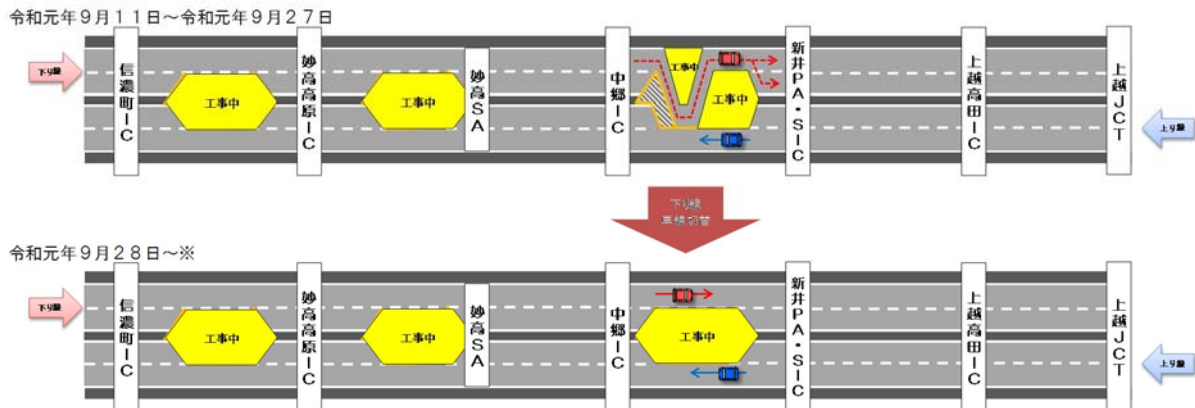 令和元年９月１１日～令和元年９月２７日
下り線
信濃町IC
工事中
妙高高原IC
工事中
妙高SA
中郷IC
工事中
工事中
新井PA・SIC
上越高田IC
上越JCT
上り線
下り線
車線切替
令和元年９月２８日～※
下り線
信濃町IC
工事中
妙高高原IC
工事中
妙高SA
中郷IC
工事中
新井PA・SIC
上越高田IC
上越JCT
上り線